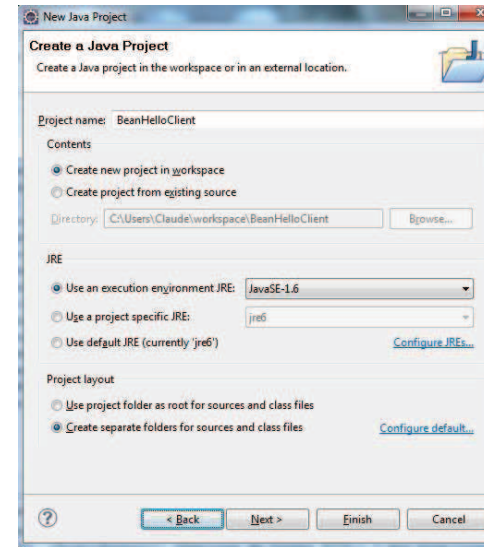 New Java Project
Create a Java Project
Create a Java project in the workspace or in an external location.
Project name: BeanHelloClient
Contents
Create new project in workspace
Create project from existing source
Directory: C:\Users\Claude\workspace\BeanHelloClient Browse...
JRE
Use an execution environment JRE: JavaSE-1.6
Use a project specific JRE: jre6
Use default JRE (currently 'jre6') Configure JREs...
Project layout
Use project folder as root for sources and class files
Create separate folders for sources and class files Configure default...
? < Back Next > Finish Cancel